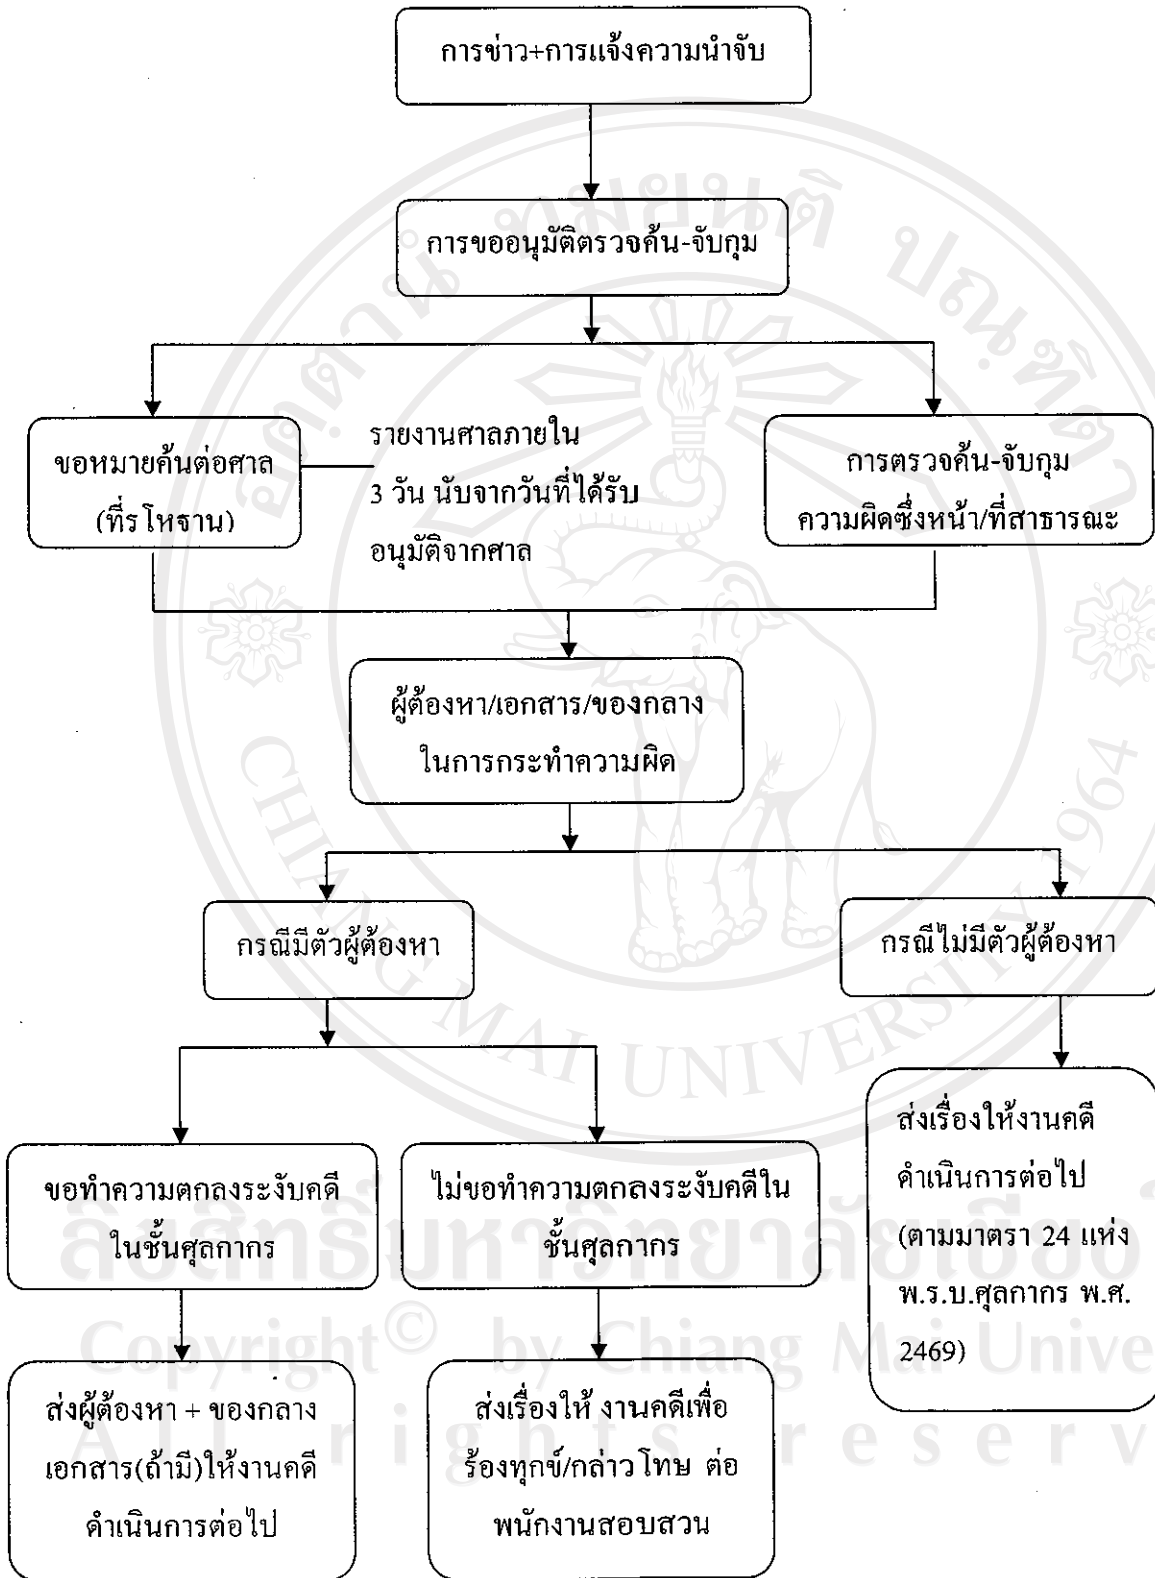 การข่าว+การแจ้งความนำจับ
การขออนุมัติตรวจค้น-จับกุม
ขอหมายค้นต่อศาล
(ที่รโหฐาน)
รายงานศาลภายใน
3 วัน นับจากวันที่ได้รับ
อนุมัติจากศาล
การตรวจค้น-จับกุม
ความผิดซึ่งหน้า/ที่สาธารณะ
ผู้ต้องหา/เอกสาร/ของกลาง
ในการกระทำความผิด
กรณีมีตัวผู้ต้องหา
กรณีไม่มีตัวผู้ต้องหา
ขอทำความตกลงระงับคดี
ในชั้นศุลกากร
ไม่ขอทำความตกลงระงับคดีใน
ชั้นศุลกากร
ส่งเรื่องให้งานคดี
ดำเนินการต่อไป
(ตามมาตรา 24 แห่ง
พ.ร.บ.ศุลกากร พ.ศ.
2469)
ส่งผู้ต้องหา + ของกลาง
เอกสาร(ถ้ามี)ให้งานคดี
ดำเนินการต่อไป
ส่งเรื่องให้ งานคดีเพื่อ
ร้องทุกข์/กล่าวโทษ ต่อ
พนักงานสอบสวน
CHIANG MAI UNIVERSITY 1964
Copyright© by Chiang Mai Unive
All rights reserv